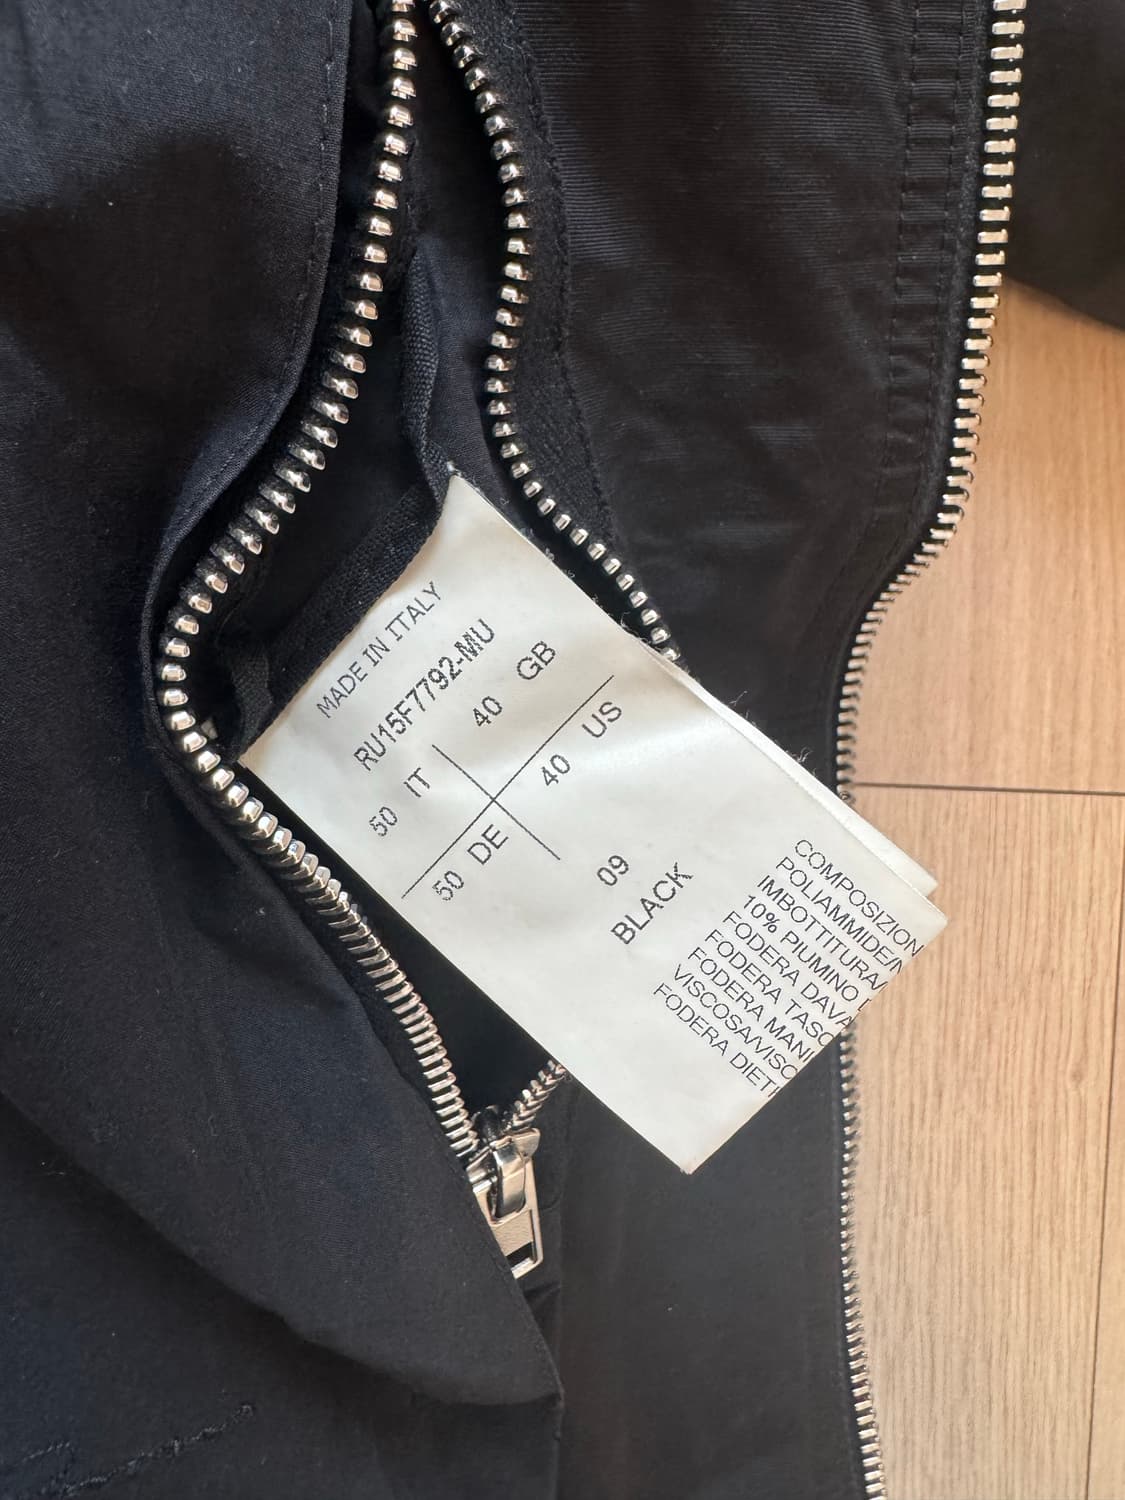 MADE IN ITALY
RU15F7792-MU
50 IT 40 GB
50 DE 40 US
09
BLACK
COMPOSIZION
POLIAMMIDE/
IMBOTTITURA/
10% PIUMINO
FODERA DAVA
FODERA TASC
FODERA MANI
VISCOSA/VISC
FODERA DIET